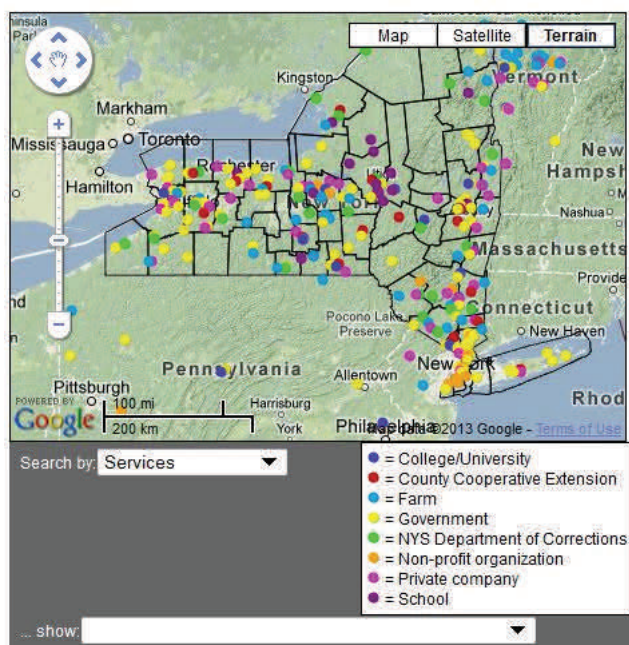 Peninsula
Park
Map
Satellite
Terrain
Kingston
Vermont
Markham
Toronto
Mississauga
Hamilton
Rochester
New
Hampsh
Nashua
Massachusetts
Provide
Connecticut
Pocono Lake
Preserve
New Haven
New York
Pennsylvania
Allentown
Rhod
Pittsburgh
Harrisburg
York
Philadelphia
POWERED BY
Google
100 mi
200 km
Map data ©2013 Google - Terms of Use
Search by: Services
= College/University
= County Cooperative Extension
= Farm
= Government
= NYS Department of Corrections
= Non-profit organization
= Private company
= School
... show: